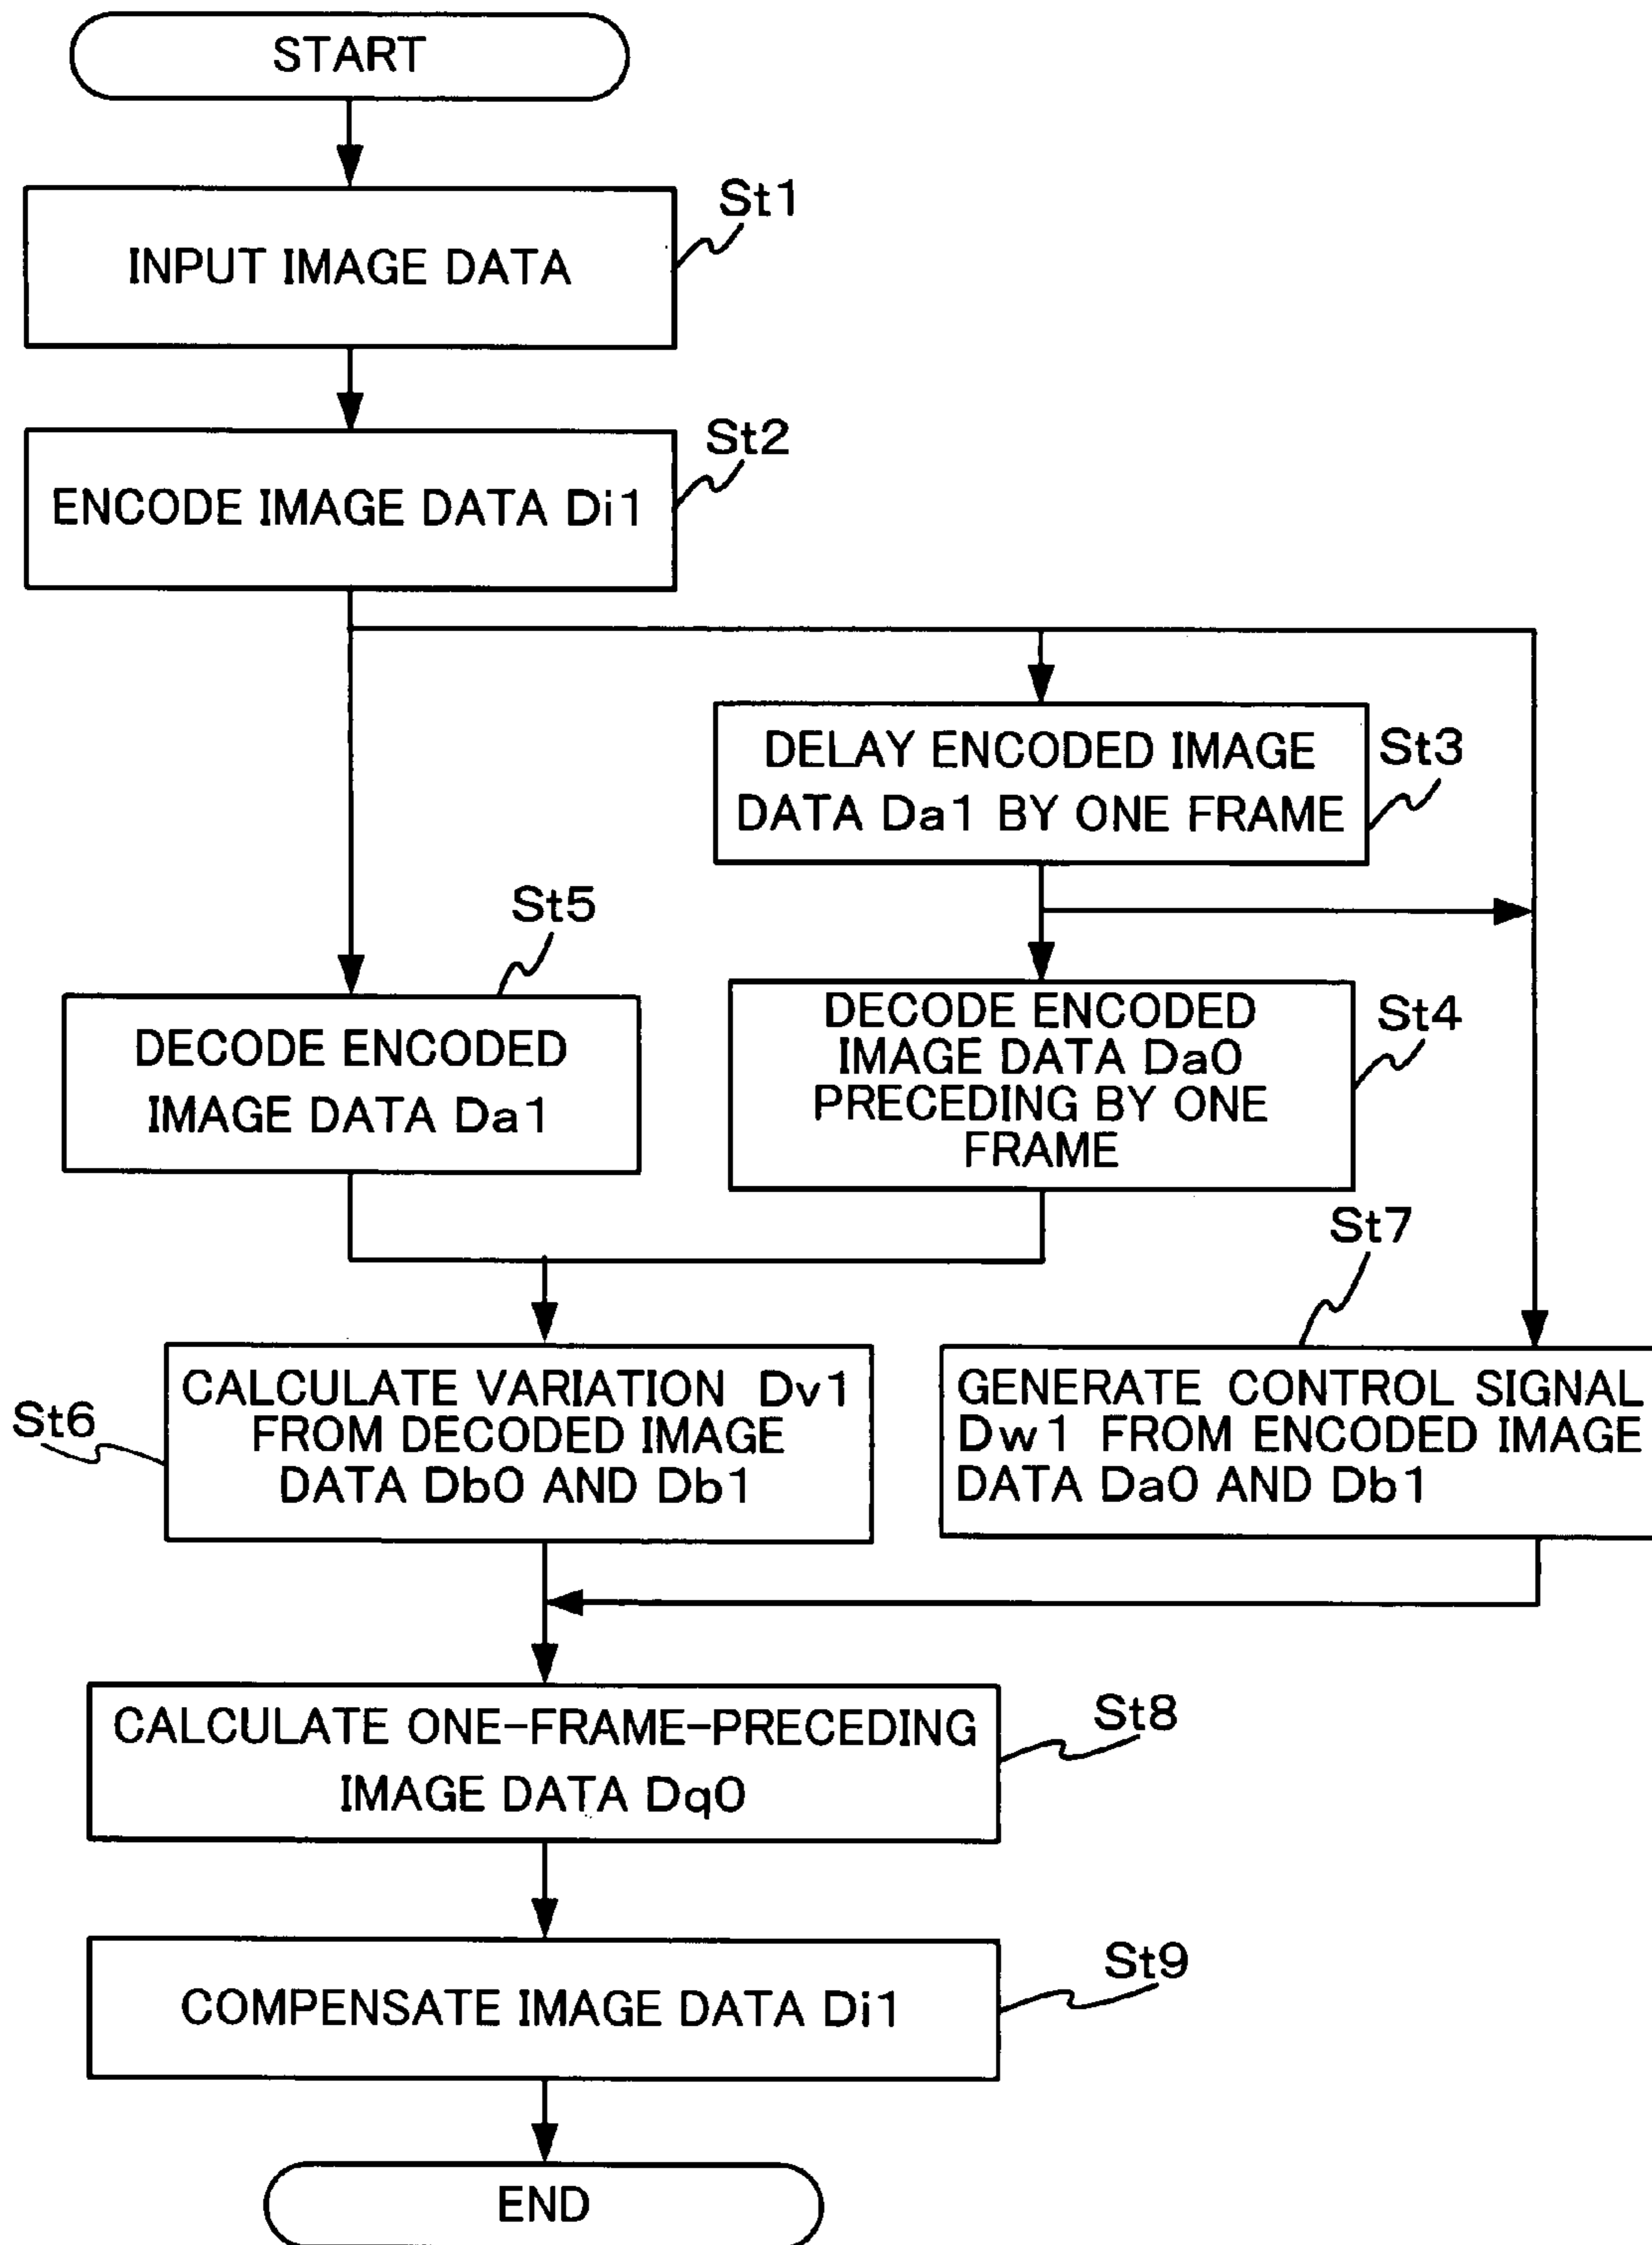 START
St1
INPUT IMAGE DATA
St2
ENCODE IMAGE DATA Di1
DELAY ENCODED IMAGE
DATA Da1 BY ONE FRAME
St3
St5
DECODE ENCODED
IMAGE DATA Da1
DECODE ENCODED
IMAGE DATA Da0
PRECEDING BY ONE
FRAME
St4
St7
St6
CALCULATE VARIATION Dv1
FROM DECODED IMAGE
DATA Db0 AND Db1
GENERATE CONTROL SIGNAL
Dw1 FROM ENCODED IMAGE
DATA Da0 AND Db1
CALCULATE ONE-FRAME-PRECEDING
IMAGE DATA Dq0
St8
COMPENSATE IMAGE DATA Di1
St9
END